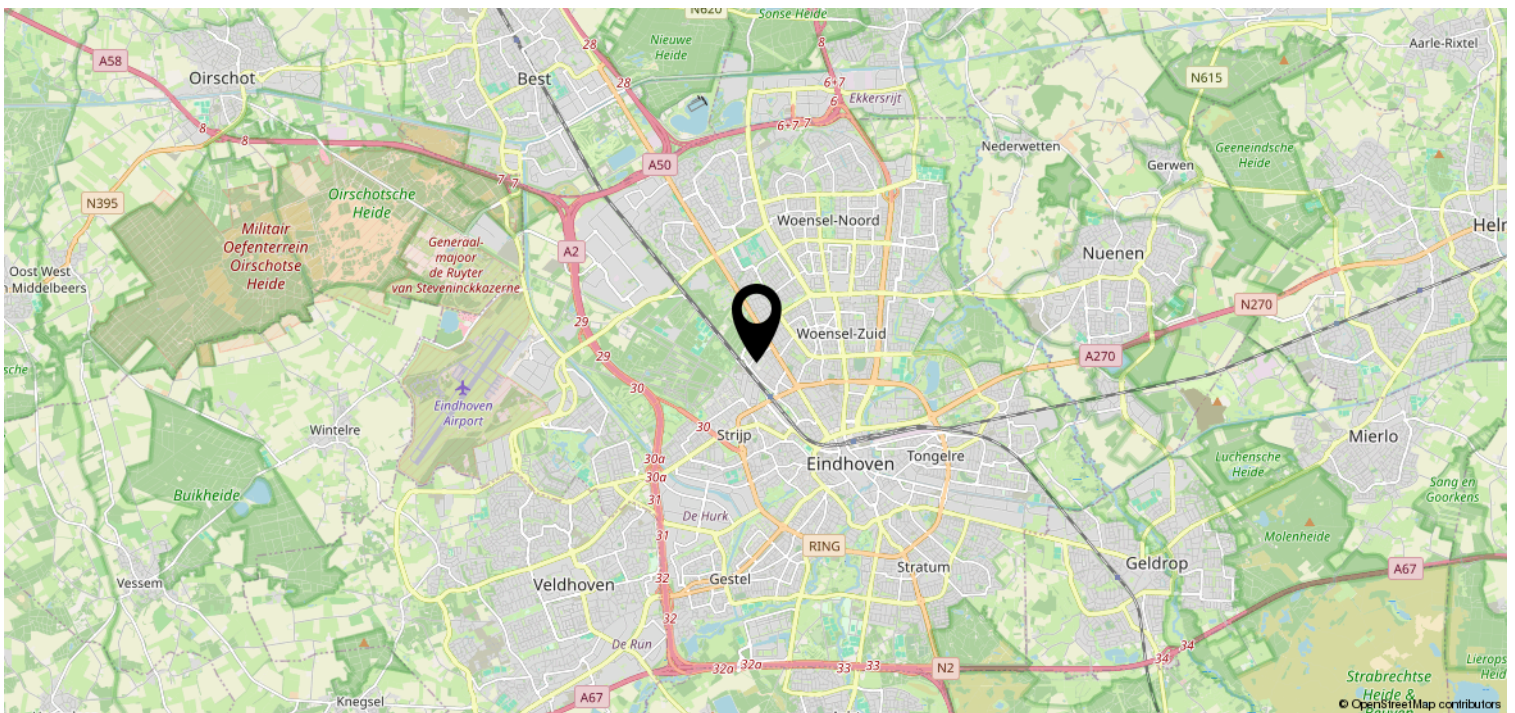 N620
Sonse Heide
28
Nieuwe
Heide
8
Aarle-Rixtel
A58
Oirschot
Best
28
6+7
N615
6
Ekkersrijt
6+7
7
8
8
A50
Nederwetten
Geeneindsche
Heide
Gerwen
7
7
Oirschotsche
Heide
N395
Woensel-Noord
Militair
Oefenterrein
Oirschotse
Heide
Generaal-
majoor
de Ruyter
van Steveninckkazerne
A2
Nuenen
Oost West
Middelbeers
N270
29
Woensel-Zuid
29
A270
30
Eindhoven
Airport
Wintelre
30
Strijp
Mierlo
30a
Eindhoven
Tongelre
Luchensche
Heide
30a
Buikheide
31
Sang en
Goorkens
De Hurk
31
RING
Molenheide
Vessem
Veldhoven
32
Gestel
Stratum
Geldrop
A67
32
De Run
34
34
32a
32a
33
33
N2
Strabrechtse
Heide &
Knegsel
A67
© OpenStreetMap contributors